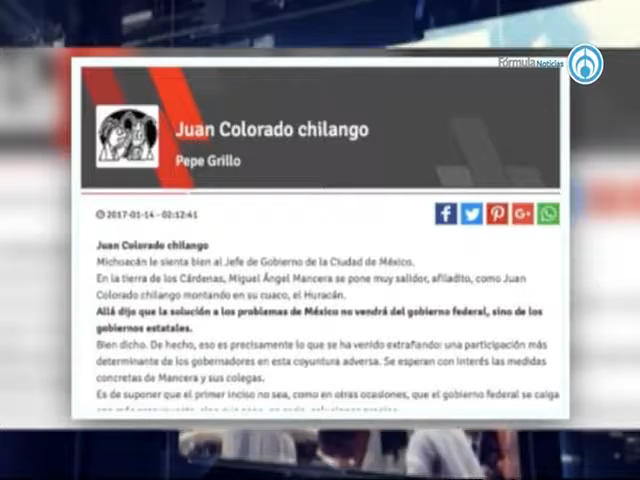 Fórmula Noticias
Juan Colorado chilango
Pepe Grillo
2017-01-14 - 02:12:41
Juan Colorado chilango
Michoacán le sienta bien al Jefe de Gobierno de la Ciudad de México.
En la tierra de los Cárdenas, Miguel Ángel Mancera se pone muy salidor, afiladito, como Juan
Colorado chilango montando en su cuaco, el Huracán.
Allá dijo que la solución a los problemas de México no vendrá del gobierno federal, sino de los
gobiernos estatales.
Bien dicho. De hecho, eso es precisamente lo que se ha venido extrañando: una participación más
determinante de los gobernadores en esta coyuntura adversa. Se esperan con interés las medidas
concretas de Mancera y sus colegas.
Es de suponer que el primer inciso no sea, como en otras ocasiones, que el gobierno federal se caiga